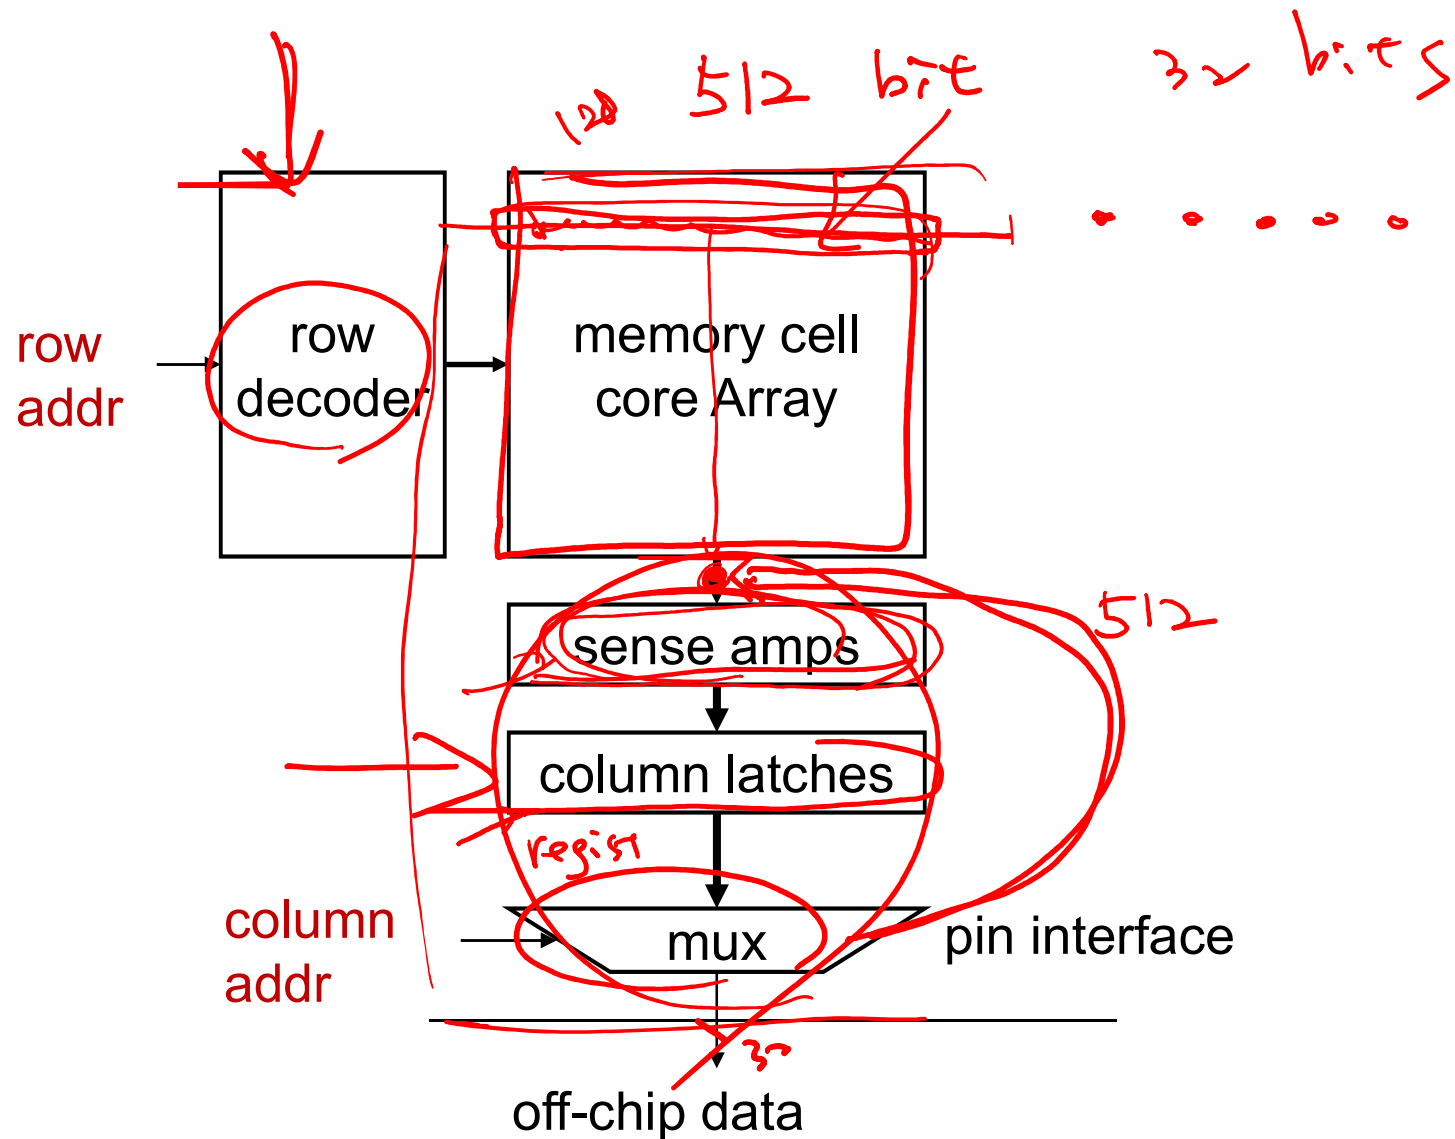 512 bit 32 bits
128
row
decoder
memory cell
core Array
row
addr
512
sense amps
column latches
regist
column
addr
mux
pin interface
32
off-chip data